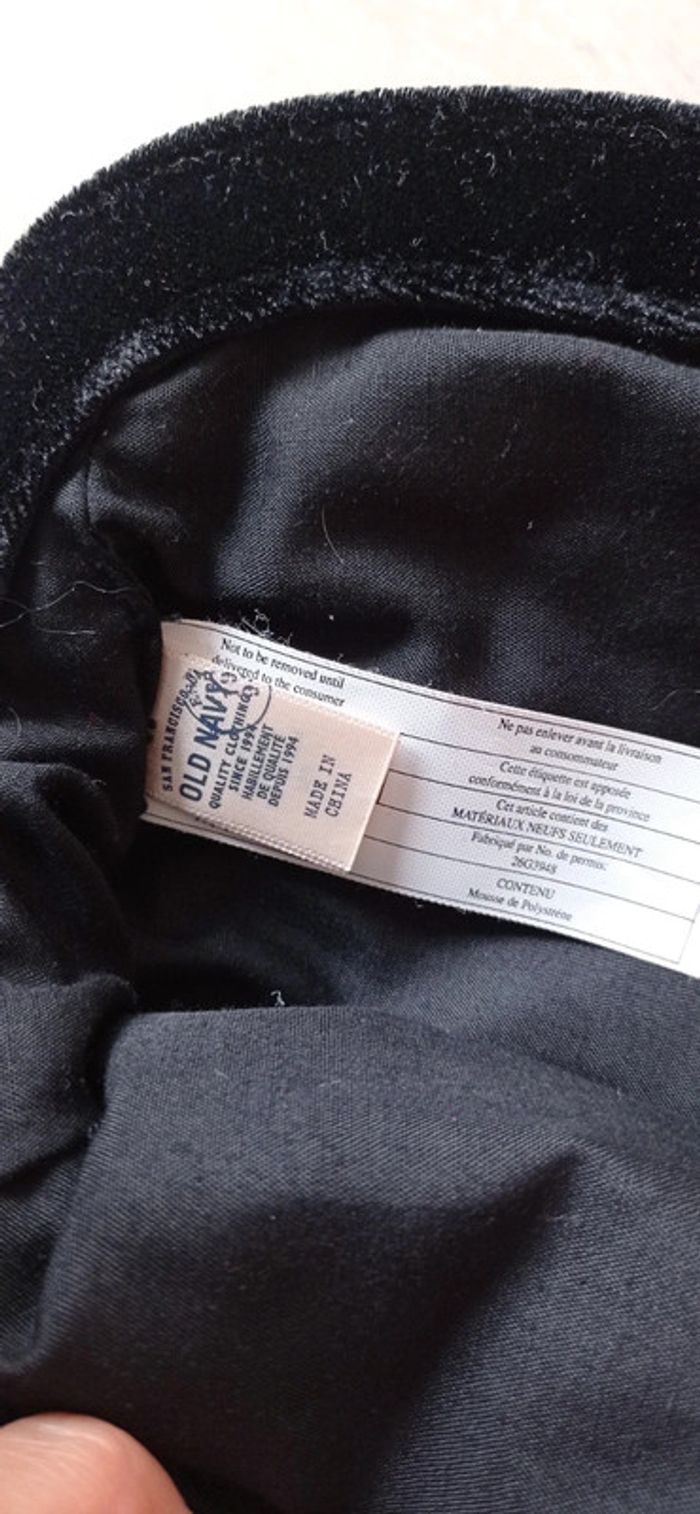 Not to be removed until
delivered to the consumer
SAN FRANCISCO
OLD NAVY
QUALITY CLOTHING
SINCE 1994
HABILLEMENT
DE QUALITÉ
DEPUIS 1994
MADE IN
CHINA
Ne pas enlever avant la livraison
au consommateur
Cette étiquette est apposée
conformément à la loi de la province
Cet article contient des
MATÉRIAUX NEUFS SEULEMENT
Fabriqué par No. de permis:
26G3948
CONTENU
Mousse de Polystrène